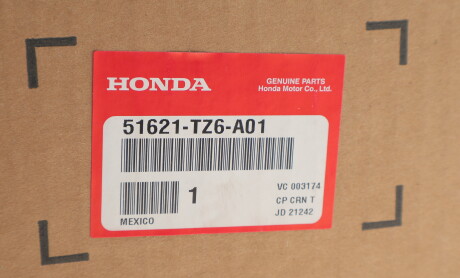 HONDA
GENUINE PARTS
Honda Motor Co., Ltd.
51621-TZ6-A01
1
VC 003174
CP CRN T
JD 21242
MEXICO